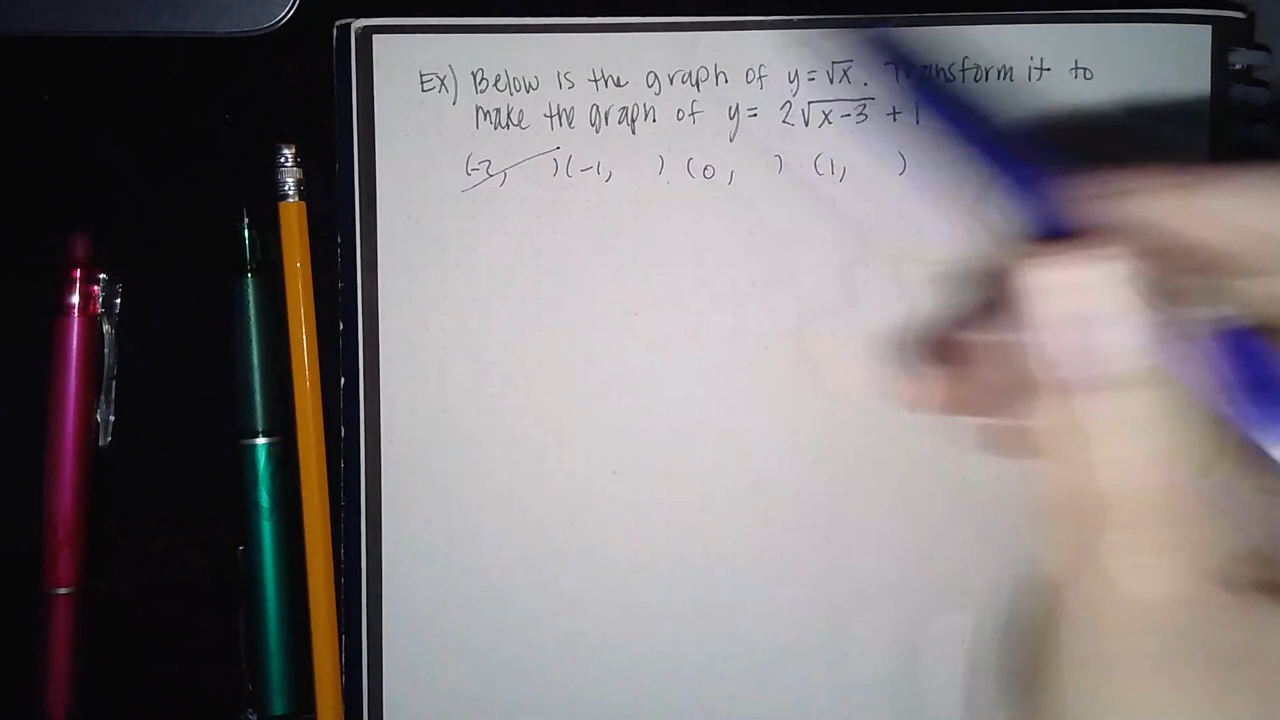 Ex) Below is the graph of y = √x. Transform it to
make the graph of y = 2√x-3 + 1
(-2, ) (-1, ) (0, ) (1, )